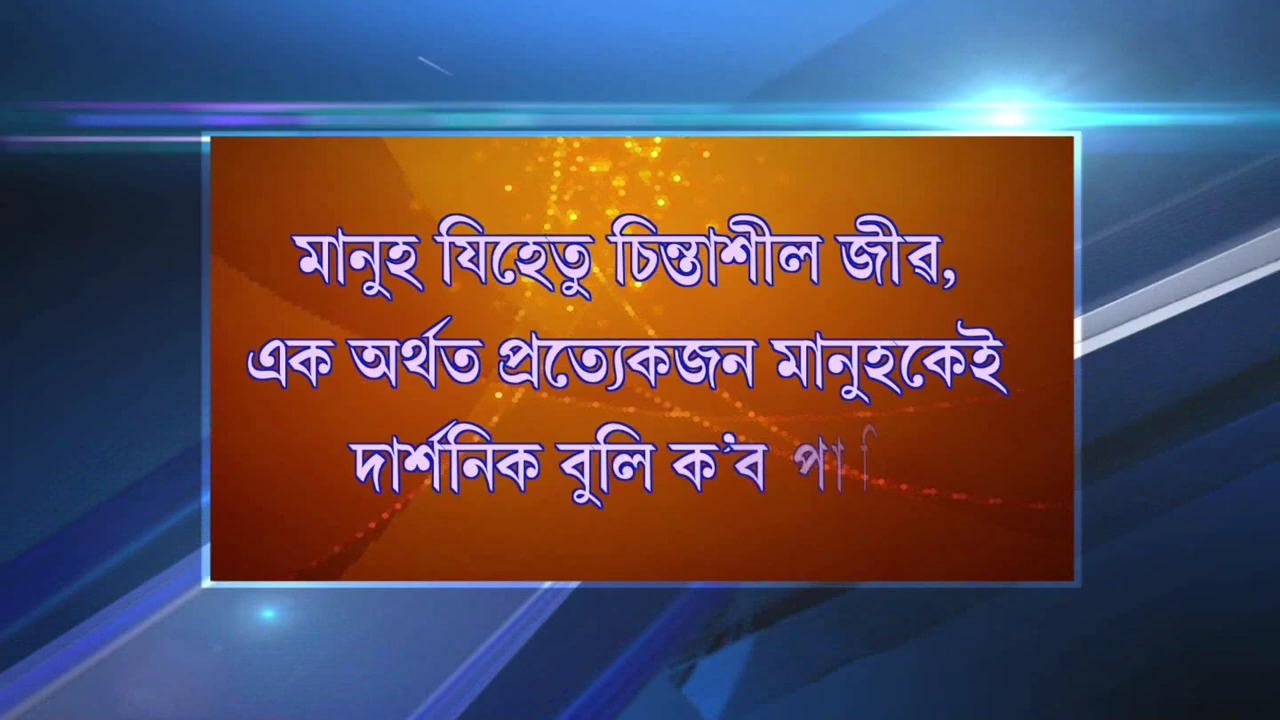 মানুহ যিহেতু চিন্তাশীল জীৱ,
এক অৰ্থত প্ৰত্যেকজন মানুহকেই
দাৰ্শনিক বুলি ক'ব